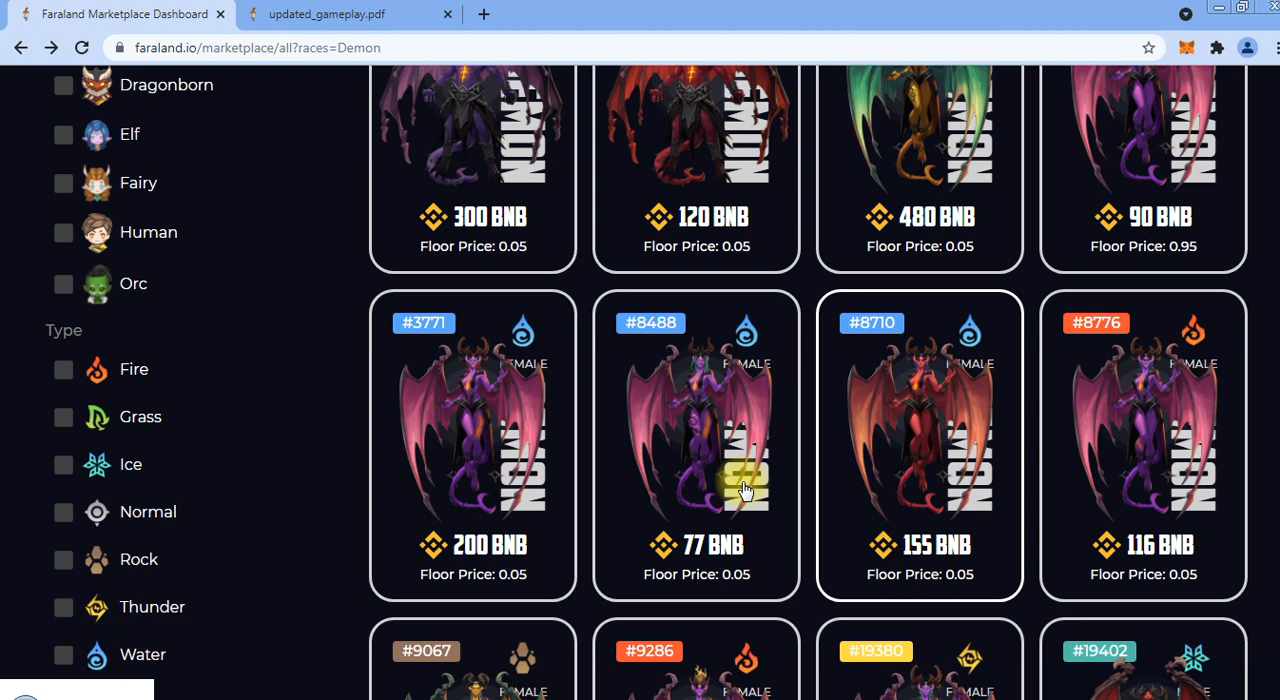 Faraland Marketplace Dashboard
updated_gameplay.pdf
faraland.io/marketplace/all?races=Demon
Dragonborn
Elf
Fairy
Human
Orc
Type
Fire
Grass
Ice
Normal
Rock
Thunder
Water
300 BNB
Floor Price: 0.05
120 BNB
Floor Price: 0.05
480 BNB
Floor Price: 0.05
90 BNB
Floor Price: 0.95
#3771
200 BNB
Floor Price: 0.05
#8488
77 BNB
Floor Price: 0.05
#8710
155 BNB
Floor Price: 0.05
#8776
116 BNB
Floor Price: 0.05
#9067
#9286
#19380
#19402